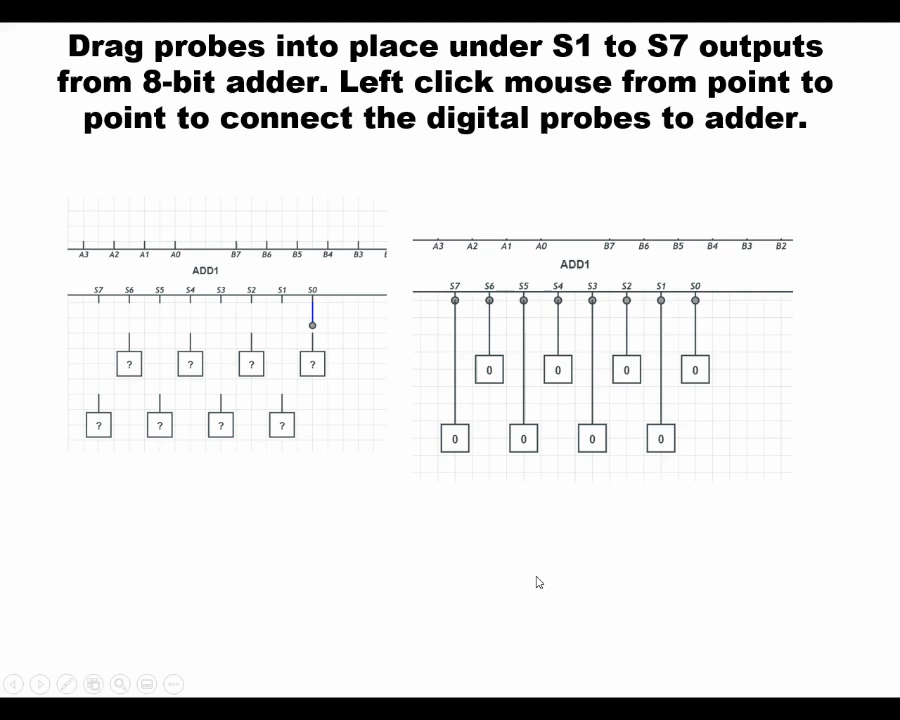 Drag probes into place under S1 to S7 outputs
from 8-bit adder. Left click mouse from point to
point to connect the digital probes to adder.
A3 A2 A1 A0 B7 B6 B5 B4 B3
ADD1
S7 S6 S5 S4 S3 S2 S1 S0
? ? ? ?
? ? ? ?
A3 A2 A1 A0 B7 B6 B5 B4 B3 B2
ADD1
S7 S6 S5 S4 S3 S2 S1 S0
0 0 0 0
0 0 0 0